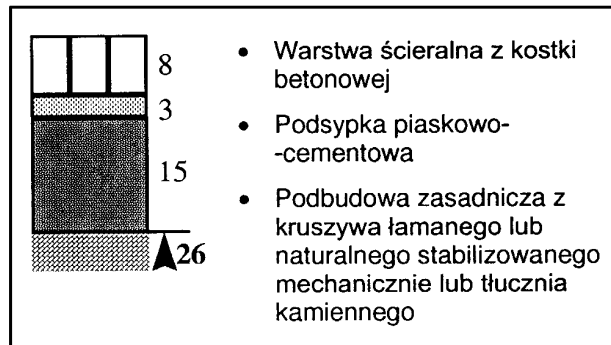 8
3
15
26
• Warstwa ścieralna z kostki
betonowej
• Podsypka piaskowo-
-cementowa
• Podbudowa zasadnicza z
kruszywa łamanego lub
naturalnego stabilizowanego
mechanicznie lub tłucznia
kamiennego